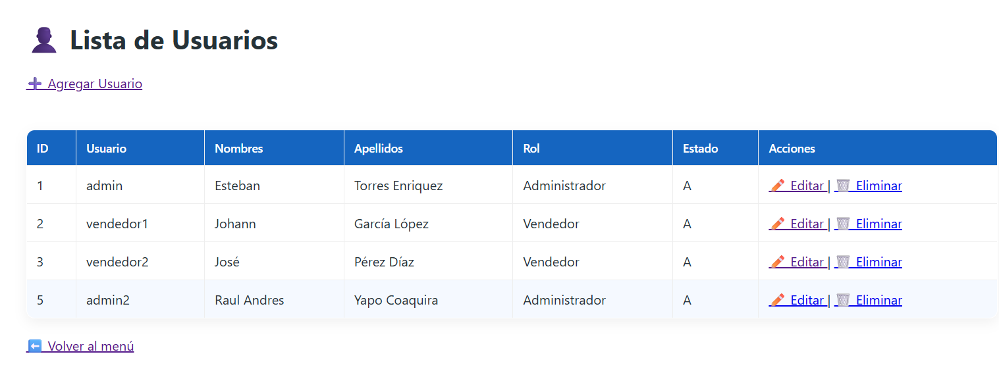 Lista de Usuarios
Agregar Usuario
ID Usuario Nombres Apellidos Rol Estado Acciones
1 admin Esteban Torres Enriquez Administrador A Editar | Eliminar
2 vendedor1 Johann García López Vendedor A Editar | Eliminar
3 vendedor2 José Pérez Díaz Vendedor A Editar | Eliminar
5 admin2 Raul Andres Yapo Coaquira Administrador A Editar | Eliminar
Volver al menú